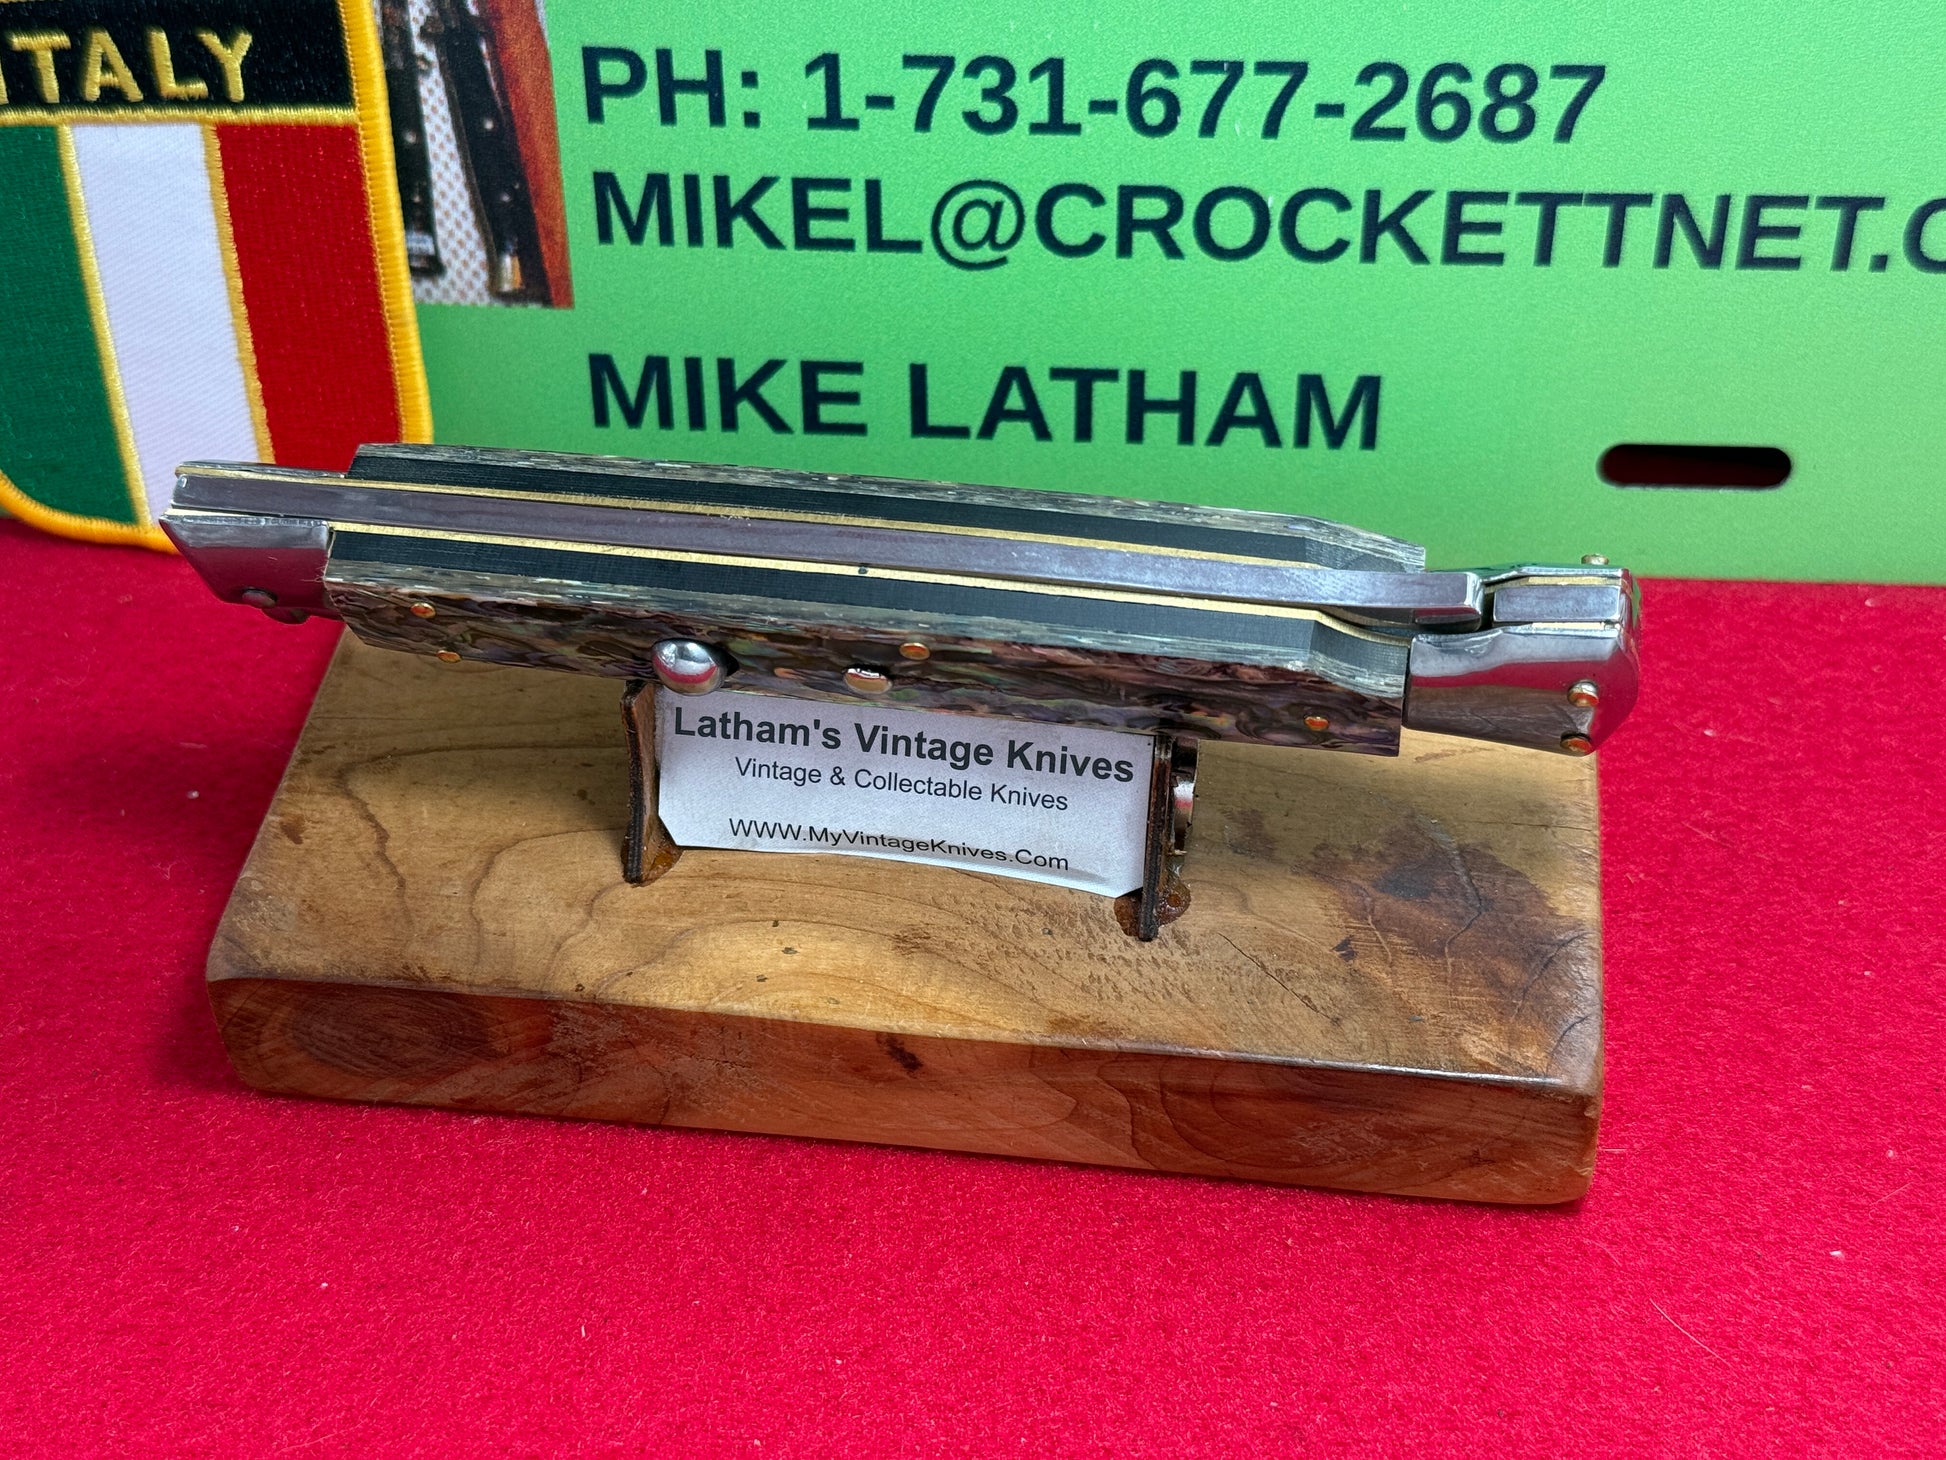 ITALY
PH: 1-731-677-2687
MIKEL@CROCKETTNET.C
MIKE LATHAM
Latham's Vintage Knives
Vintage & Collectable Knives
WWW.MyVintageKnives.Com